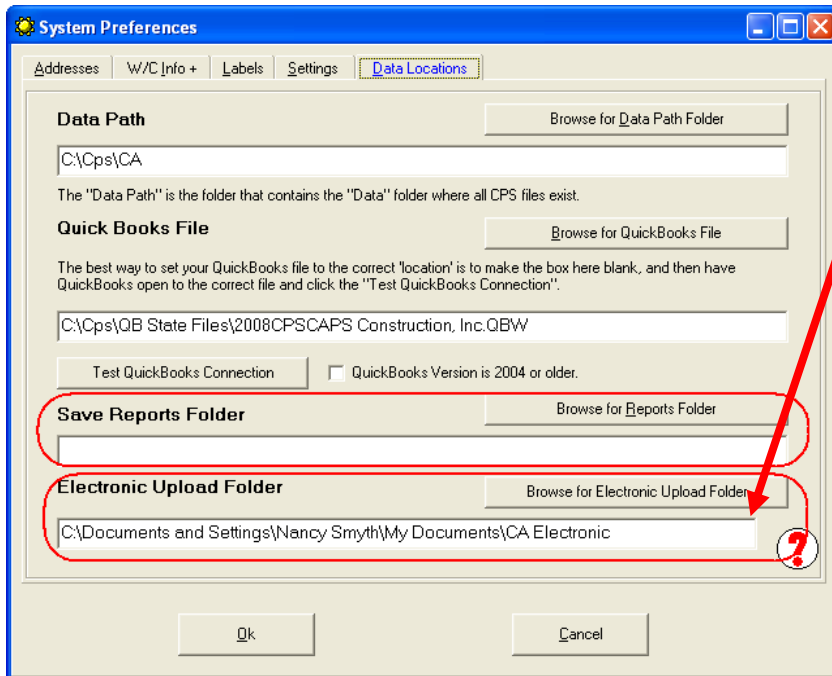 System Preferences
Addresses W/C Info + Labels Settings Data Locations
Data Path
Browse for Data Path Folder
C:\Cps\CA
The "Data Path" is the folder that contains the "Data" folder where all CPS files exist.
Quick Books File
Browse for QuickBooks File
The best way to set your QuickBooks file to the correct 'location' is to make the box here blank, and then have
QuickBooks open to the correct file and click the "Test QuickBooks Connection".
C:\Cps\QB State Files\2008CPSCAPS Construction, Inc.QBW
Test QuickBooks Connection
QuickBooks Version is 2004 or older.
Save Reports Folder
Browse for Reports Folder
Electronic Upload Folder
Browse for Electronic Upload Folder
C:\Documents and Settings\Nancy Smyth\My Documents\CA Electronic
?
Ok
Cancel